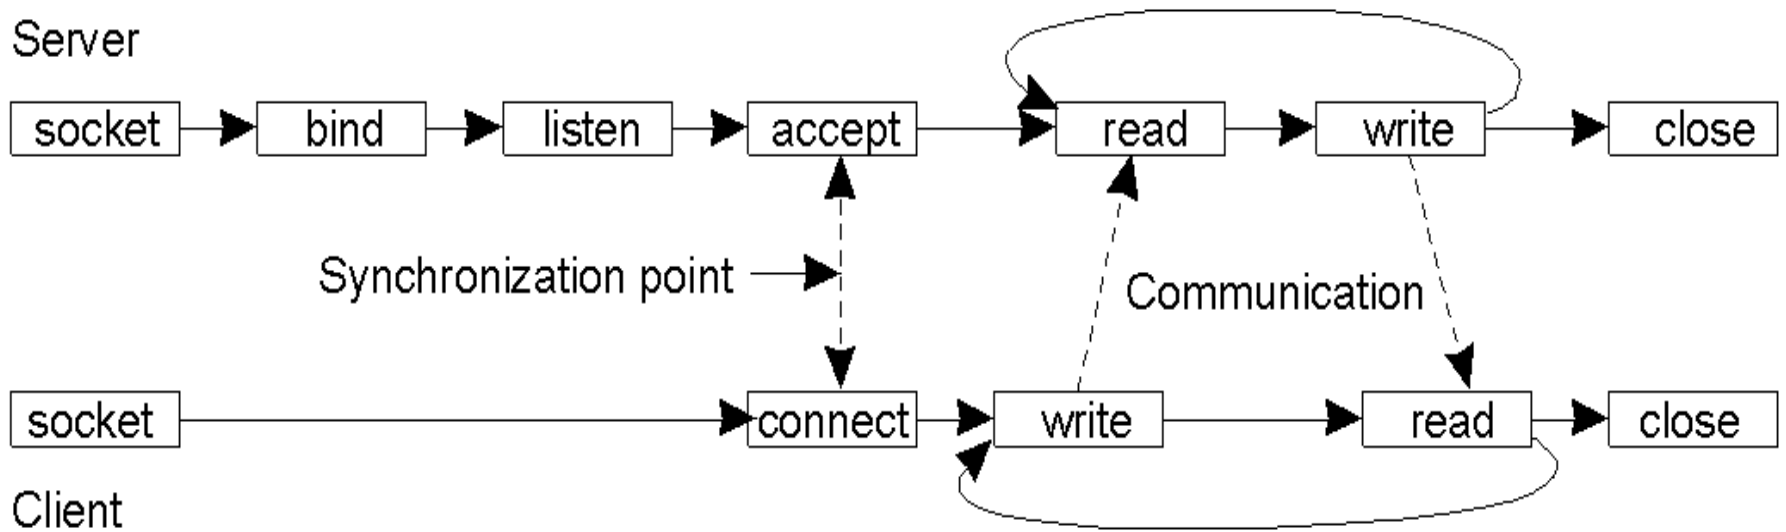 Server
socket bind listen accept read write close
Synchronization point
Communication
socket connect write read close
Client